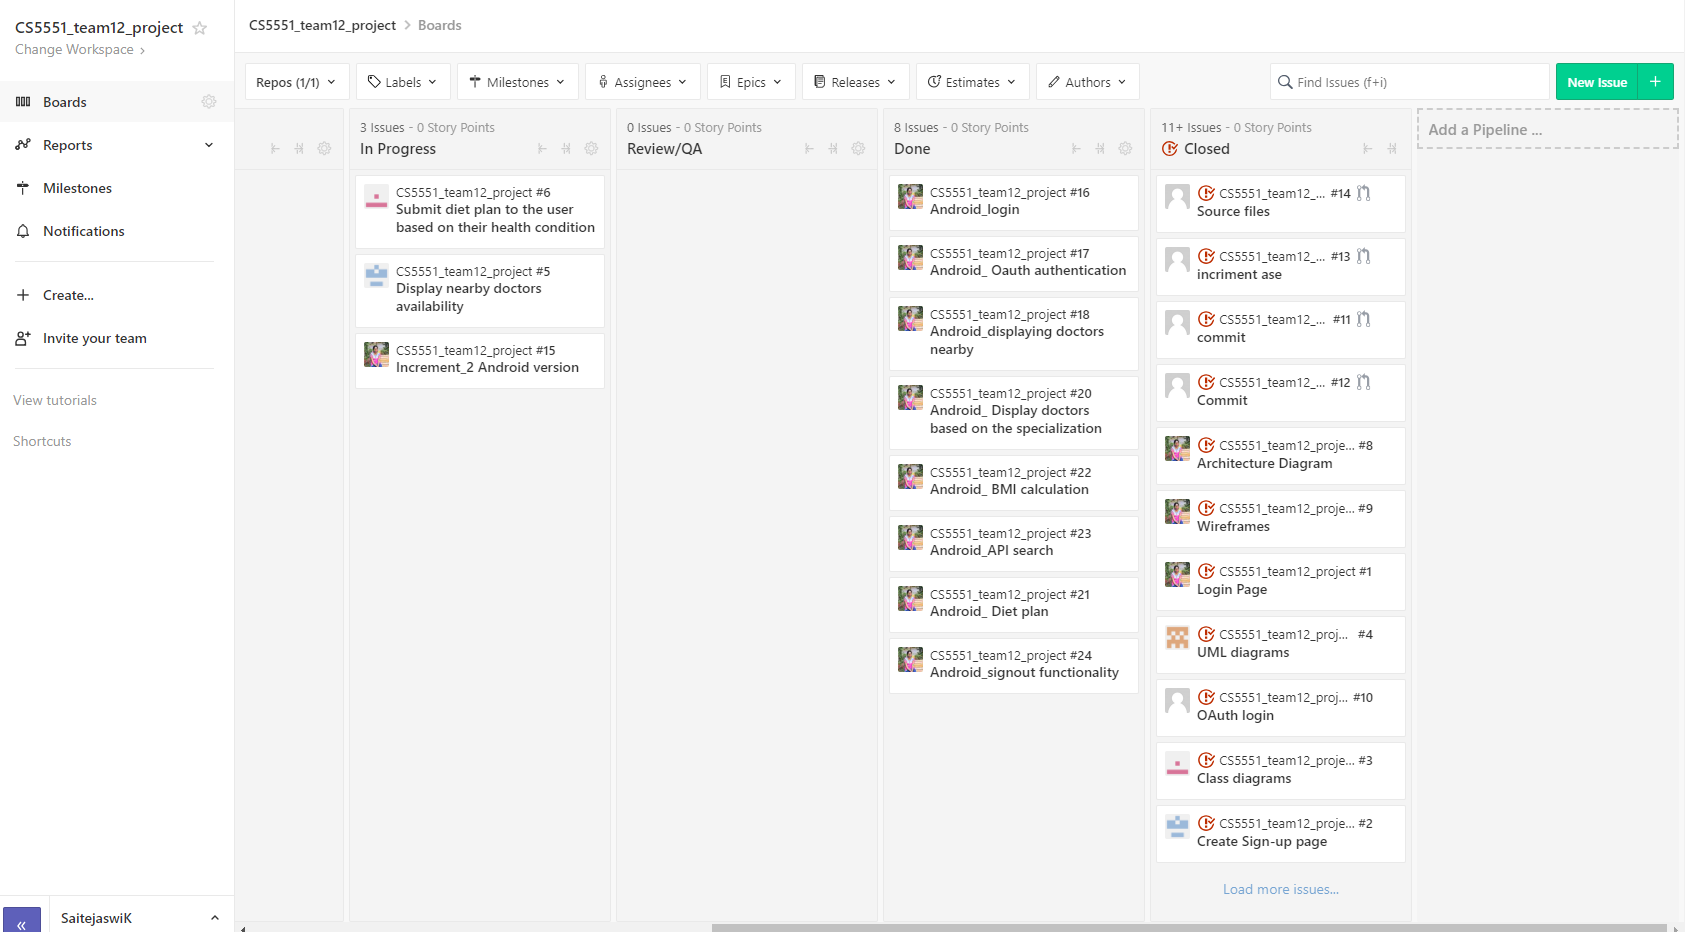 CS5551_team12_project
Change Workspace
Boards
Reports
Milestones
Notifications
Create...
Invite your team
View tutorials
Shortcuts
«
SaitejaswiK
CS5551_team12_project > Boards
Repos (1/1)
Labels
Milestones
Assignees
Epics
Releases
Estimates
Authors
Find Issues (f+i)
New Issue
+
3 Issues - 0 Story Points
In Progress
CS5551_team12_project #6
Submit diet plan to the user
based on their health condition
CS5551_team12_project #5
Display nearby doctors
availability
CS5551_team12_project #15
Increment_2 Android version
0 Issues - 0 Story Points
Review/QA
8 Issues - 0 Story Points
Done
CS5551_team12_project #16
Android_login
CS5551_team12_project #17
Android_ Oauth authentication
CS5551_team12_project #18
Android_displaying doctors
nearby
CS5551_team12_project #20
Android_ Display doctors
based on the specialization
CS5551_team12_project #22
Android_ BMI calculation
CS5551_team12_project #23
Android_API search
CS5551_team12_project #21
Android_ Diet plan
CS5551_team12_project #24
Android_signout functionality
11+ Issues - 0 Story Points
Closed
CS5551_team12_... #14
Source files
CS5551_team12_... #13
incriment ase
CS5551_team12_... #11
commit
CS5551_team12_... #12
Commit
CS5551_team12_proje... #8
Architecture Diagram
CS5551_team12_proje... #9
Wireframes
CS5551_team12_project #1
Login Page
CS5551_team12_proj... #4
UML diagrams
CS5551_team12_proj... #10
OAuth login
CS5551_team12_proje... #3
Class diagrams
CS5551_team12_proje... #2
Create Sign-up page
Load more issues...
Add a Pipeline ...